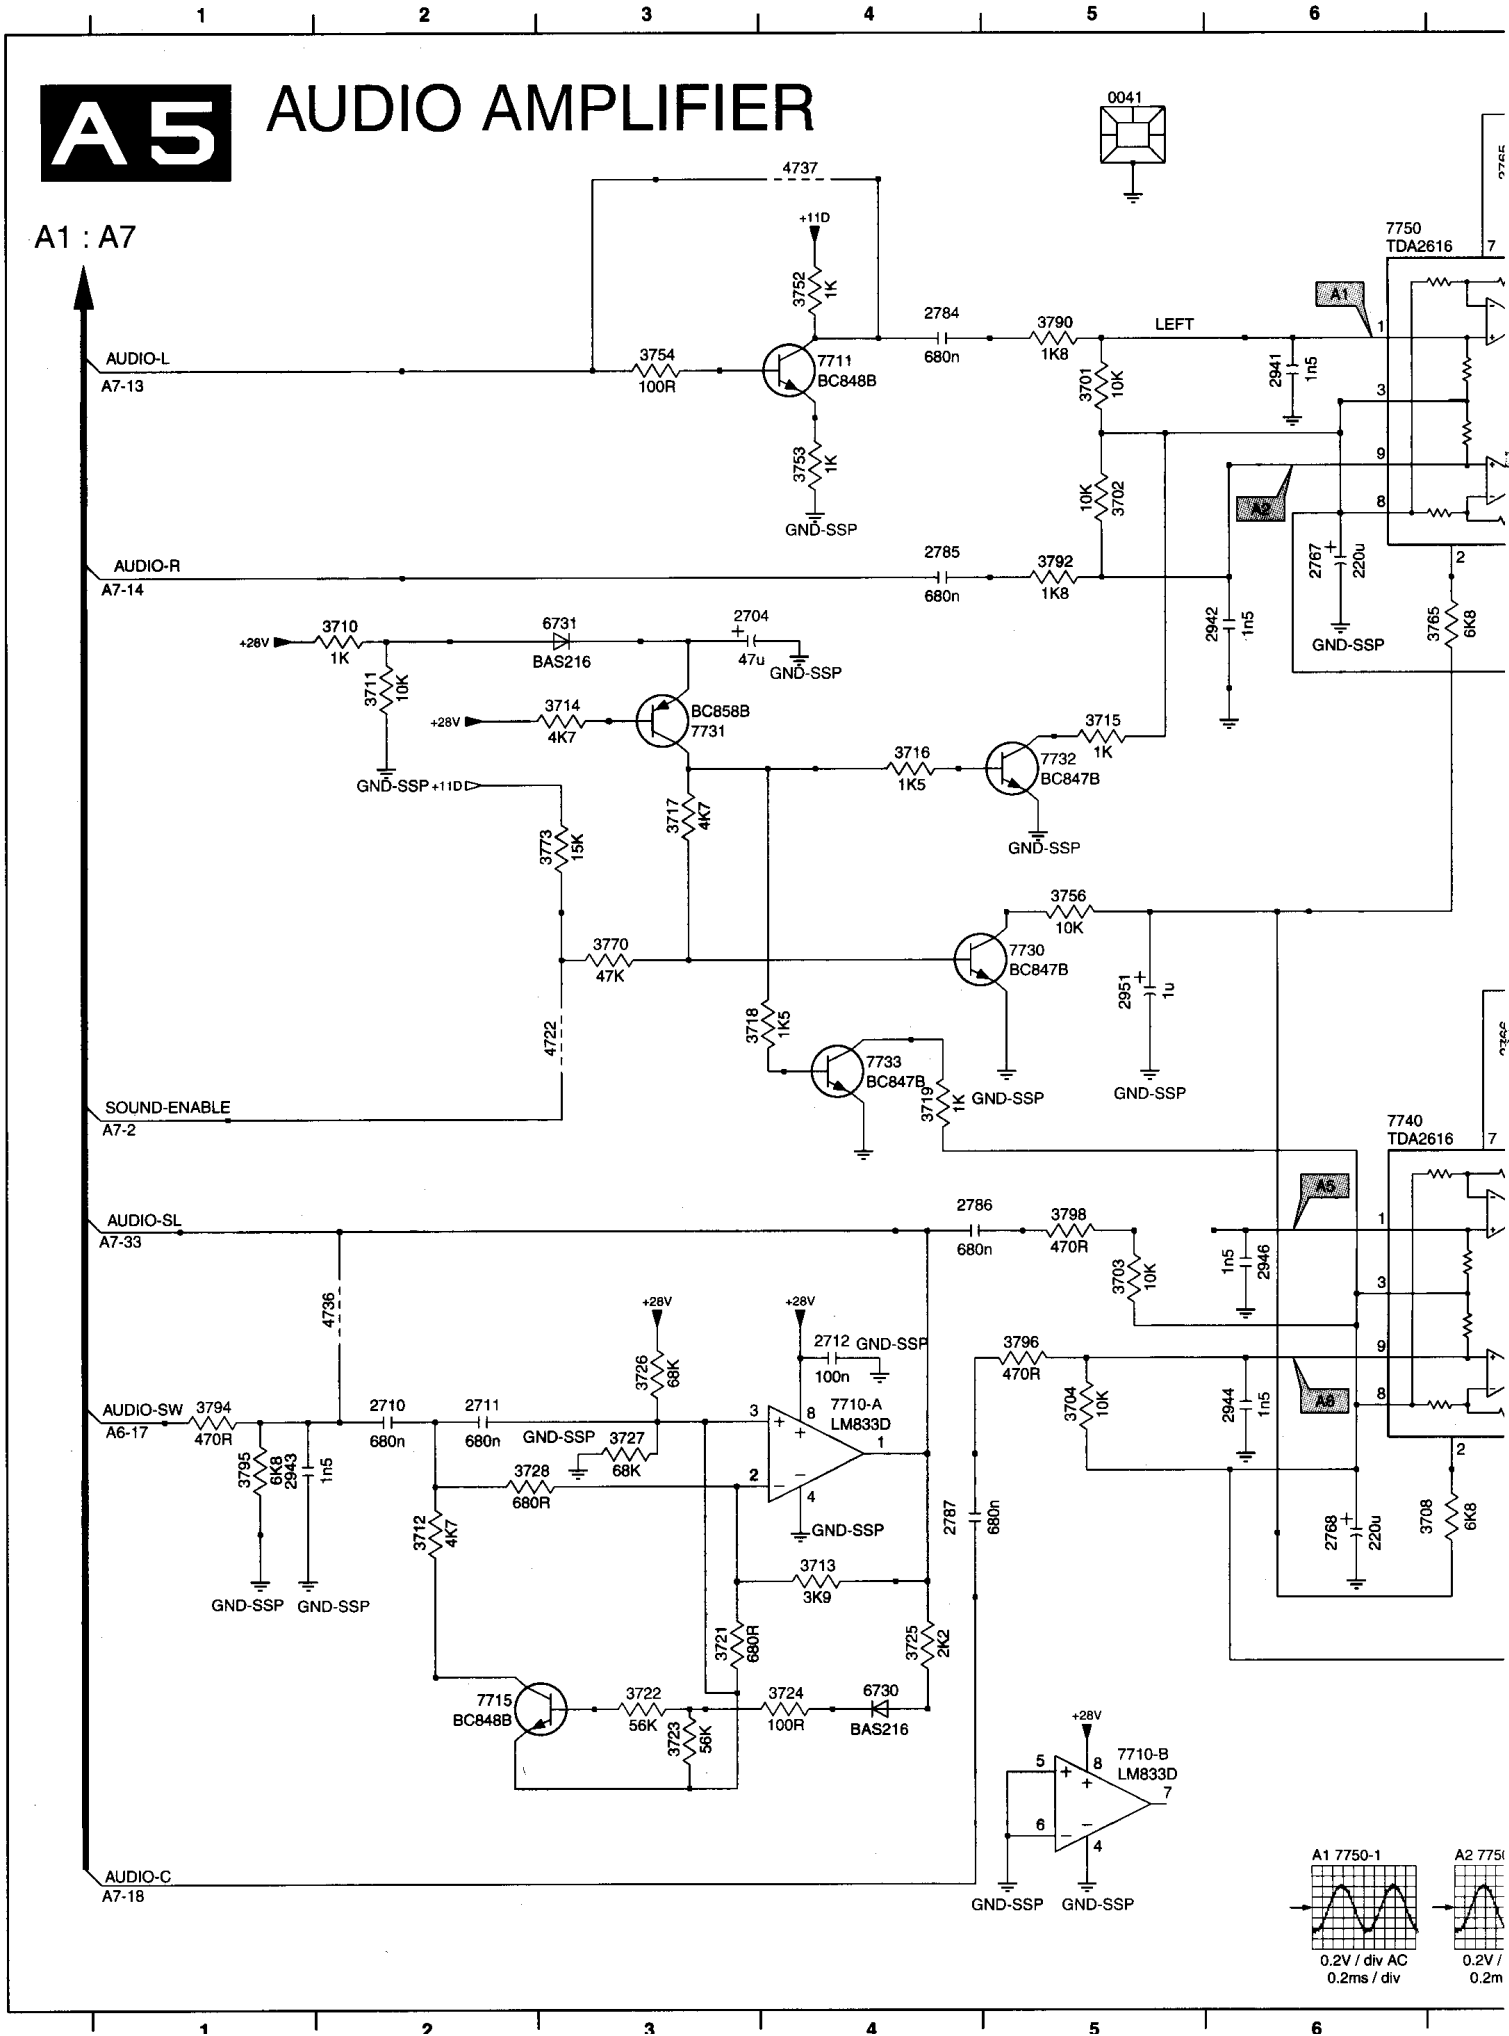 1 2 3 4 5 6
A5 AUDIO AMPLIFIER
0041
4737
A1 : A7
+11D
7750
TDA2616 7
3752 1K
A1
2784
680n
3790
1K8
LEFT
1
AUDIO-L
A7-13
3754
100R
7711
BC848B
3701 10K
2941 1n5
3
3753 1K
GND-SSP
10K 3702
9
A2
8
AUDIO-R
A7-14
2785
680n
3792
1K8
2767 + 220u
GND-SSP
2
3765 6K8
2942 1n5
+28V
3710
1K
6731
BAS216
2704
+
47u
GND-SSP
3711 10K
GND-SSP
+28V
3714
4K7
BC858B
7731
3716
1K5
7732
BC847B
3715
1K
GND-SSP
+11D
3717 4K7
3773 15K
3756
10K
3770
47K
7730
BC847B
2951 + 1u
4722
3718 1K5
7733
BC847B
3719 1K
GND-SSP
GND-SSP
SOUND-ENABLE
A7-2
7740
TDA2616 7
A5
AUDIO-SL
A7-33
2786
680n
3798
470R
1
3703 10K
1n5 2946
3
4736
+28V
+28V
2712 GND-SSP
100n
3726 68K
3796
470R
9
3704 10K
2944 1n5
A6
8
AUDIO-SW
A6-17
3794
470R
2710
680n
2711
680n
GND-SSP
3727
68K
3 + 8 +
7710-A
LM833D
1
2 − − 4
GND-SSP
3795 6K8
2943 1n5
3728
680R
3712 4K7
2787 680n
2
2768 + 220u
3708 6K8
GND-SSP GND-SSP
3713
3K9
3721 680R
3725 2K2
7715
BC848B
3722
56K
3723 56K
3724
100R
6730
BAS216
+28V
5 + 8 +
7710-B
LM833D
7
6 − − 4
GND-SSP GND-SSP
AUDIO-C
A7-18
A1 7750-1
0.2V / div AC
0.2ms / div
1 2 3 4 5 6